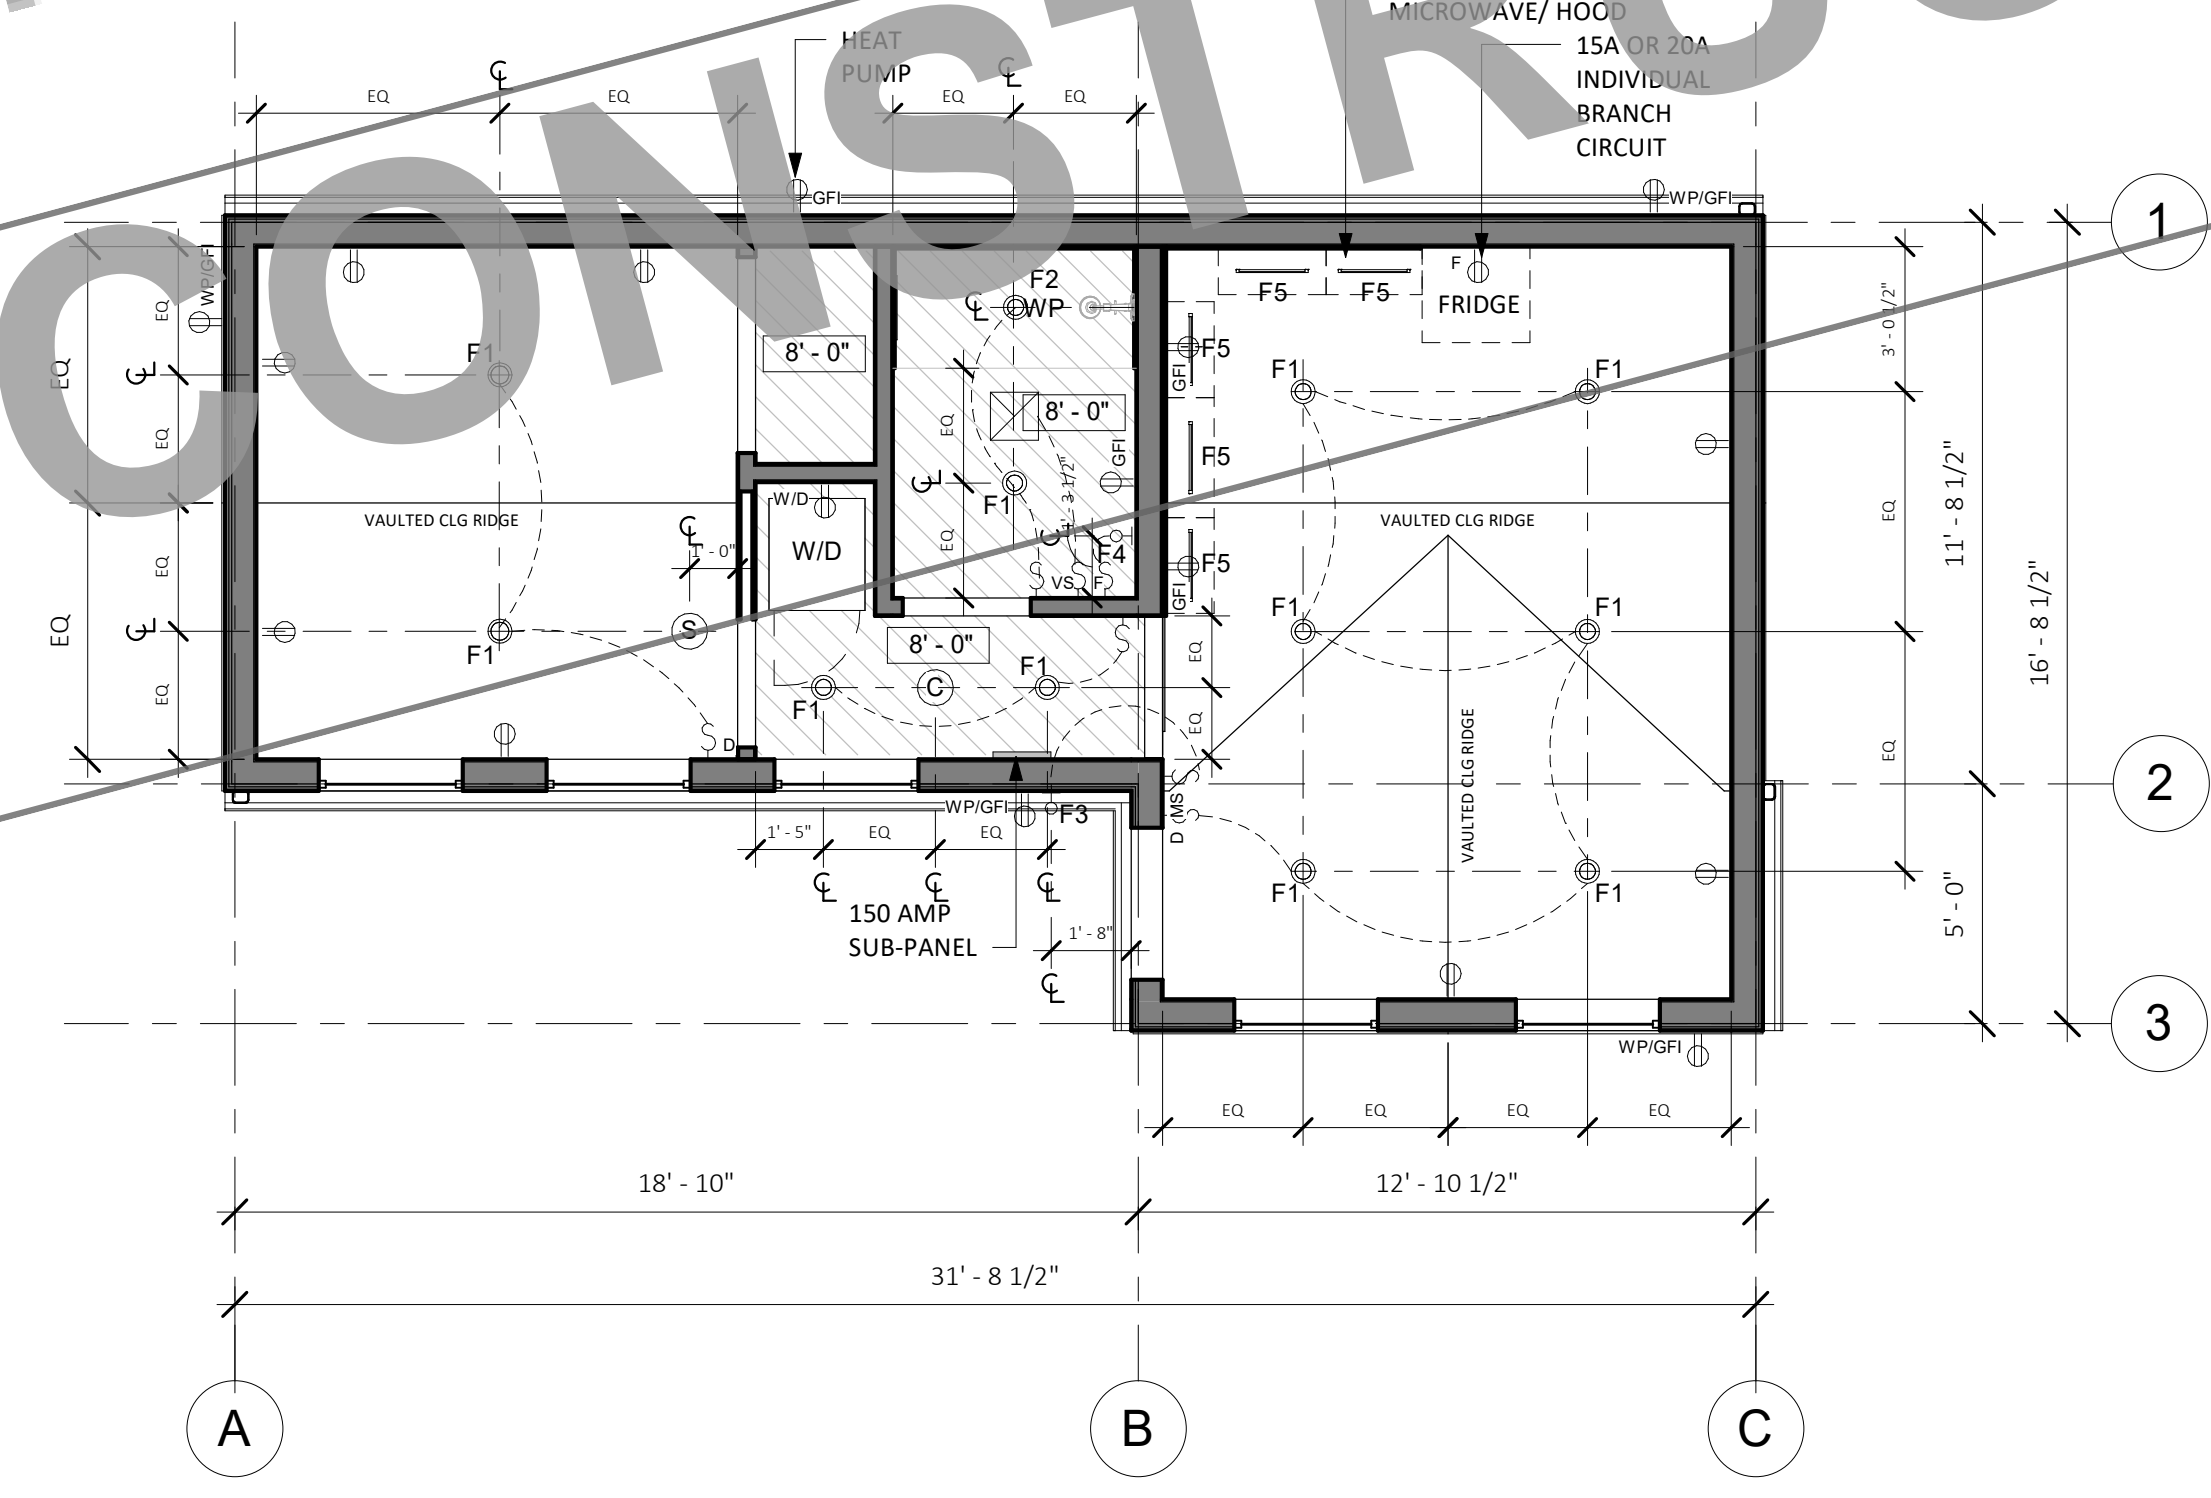 MICROWAVE/ HOOD
HEAT
PUMP
15A OR 20A
INDIVIDUAL
BRANCH
CIRCUIT
CONSTRUC
EQ
EQ
EQ
EQ
GFI
WP/GFI
1
WP/GFI
F2
WP
F
FRIDGE
F5
F5
3' - 0 1/2"
EQ
EQ
8' - 0"
F5
GFI
F1
F1
F1
8' - 0"
EQ
EQ
GFI
F5
11' - 8 1/2"
W/D
F1
1' - 3 1/2"
EQ
VAULTED CLG RIDGE
VAULTED CLG RIDGE
1' - 0"
W/D
EQ
EQ
F4
F5
VS
F
GFI
16' - 8 1/2"
EQ
F1
F1
S
8' - 0"
EQ
F1
F1
C
F1
EQ
EQ
D
VAULTED CLG RIDGE
EQ
2
WP/GFI
F3
D
MS
1' - 5"
EQ
EQ
F1
F1
150 AMP
SUB-PANEL
1' - 8"
5' - 0"
3
WP/GFI
EQ
EQ
EQ
EQ
18' - 10"
12' - 10 1/2"
31' - 8 1/2"
A
B
C